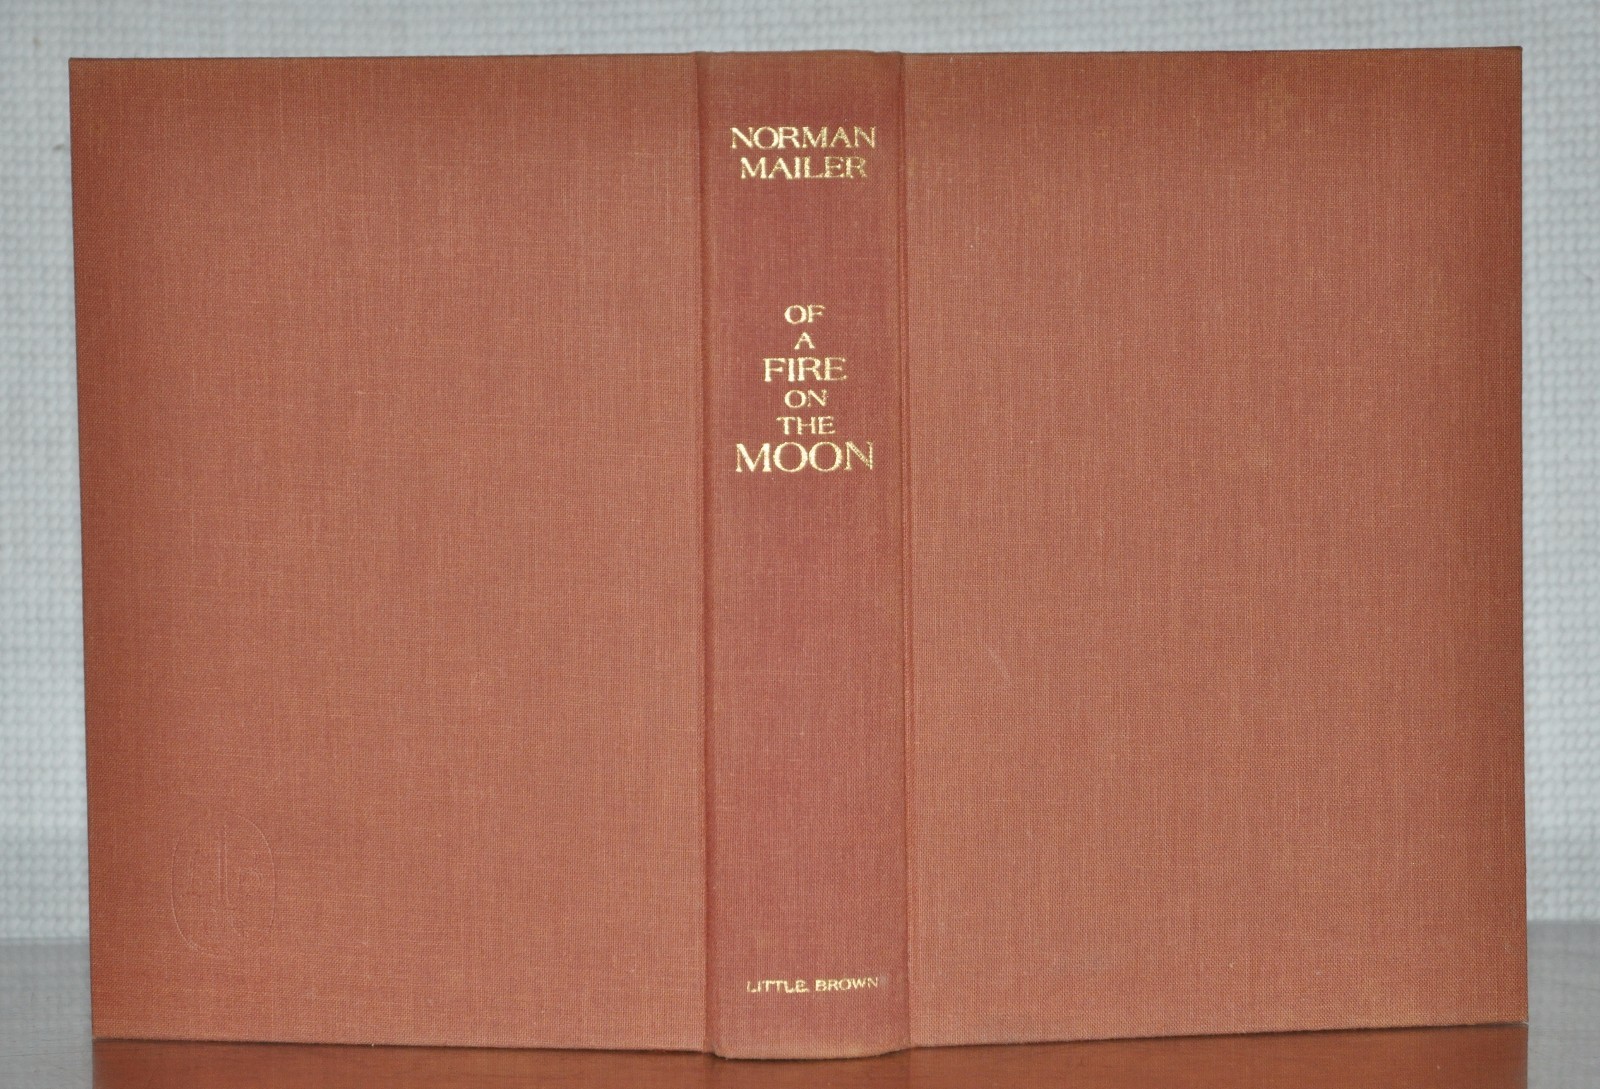 NORMAN
MAILER
OF
A
FIRE
ON
THE
MOON
LITTLE, BROWN